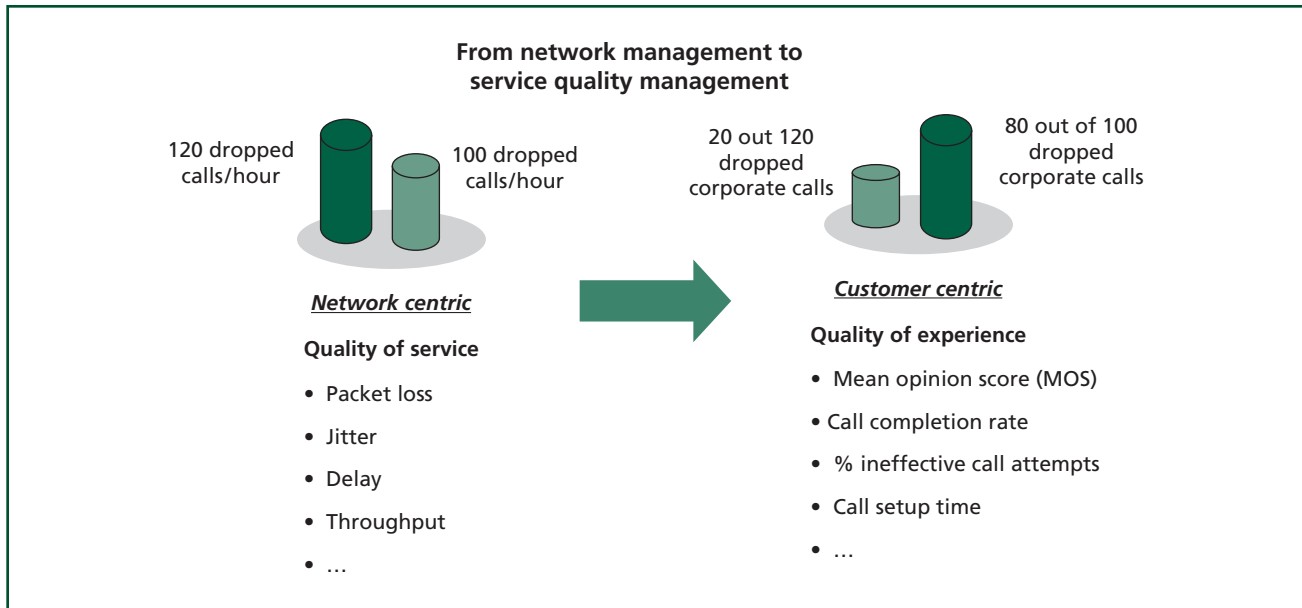 From network management to
service quality management
120 dropped
calls/hour
100 dropped
calls/hour
20 out 120
dropped
corporate calls
80 out of 100
dropped
corporate calls
Network centric
Quality of service
• Packet loss
• Jitter
• Delay
• Throughput
• …
Customer centric
Quality of experience
• Mean opinion score (MOS)
• Call completion rate
• % ineffective call attempts
• Call setup time
• …